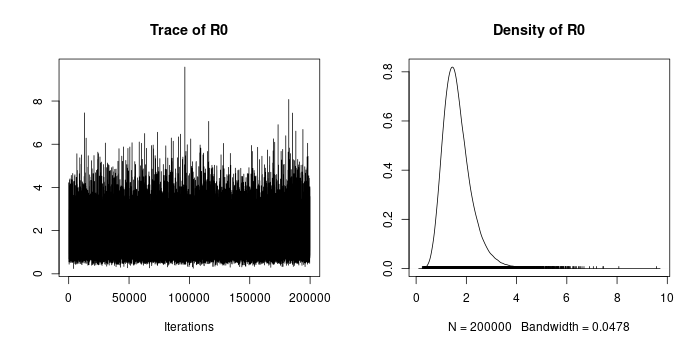 Trace of R0
8
6
4
2
0
0 50000 100000 150000 200000
Iterations
Density of R0
0.8
0.6
0.4
0.2
0.0
0 2 4 6 8 10
N = 200000 Bandwidth = 0.0478